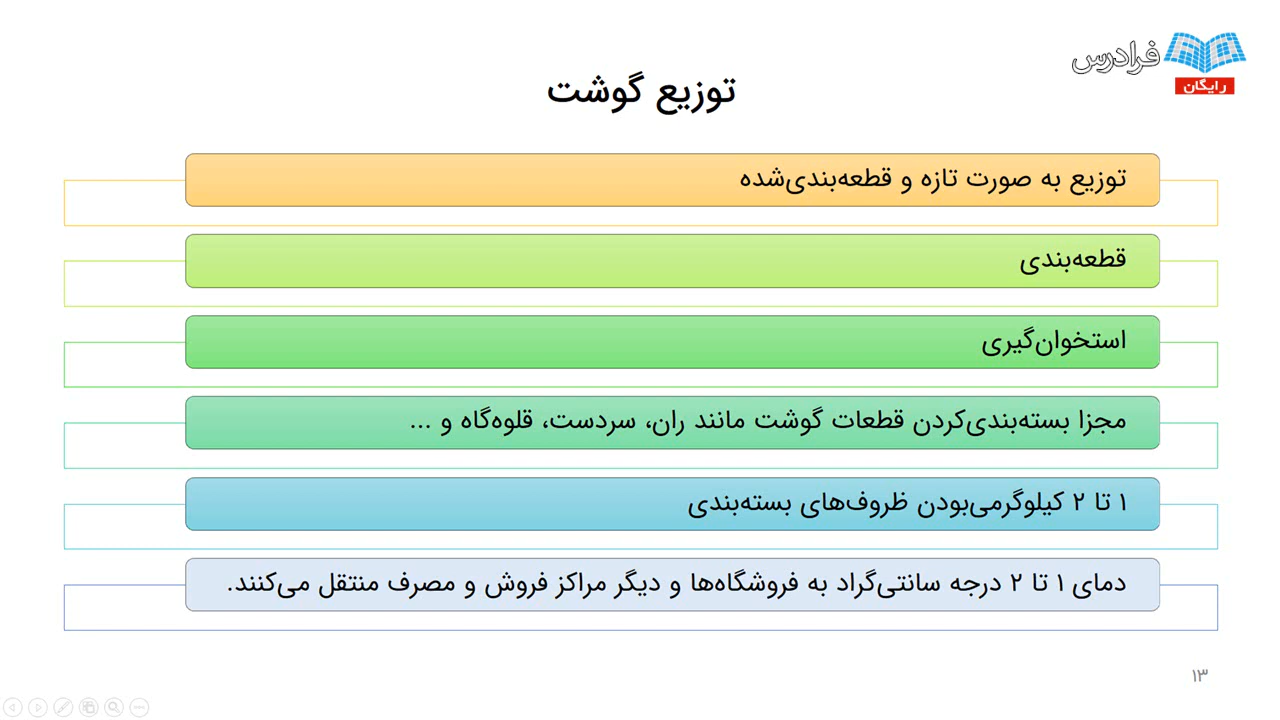 فرادرس
رایگان
توزیع گوشت
توزیع به صورت تازه و قطعه‌بندی‌شده
قطعه‌بندی
استخوان‌گیری
مجزا بسته‌بندی‌کردن قطعات گوشت مانند ران، سردست، قلوه‌گاه و ...
۱ تا ۲ کیلوگرمی‌بودن ظروف‌های بسته‌بندی
دمای ۱ تا ۲ درجه سانتی‌گراد به فروشگاه‌ها و دیگر مراکز فروش و مصرف منتقل می‌کنند.
۱۳